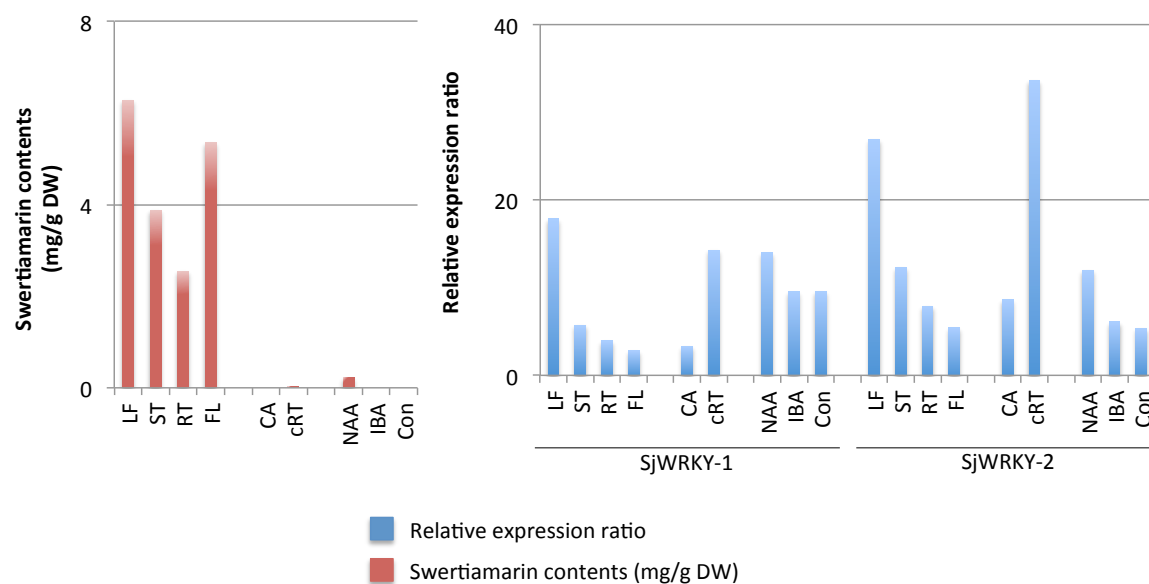 Swertiamarin contents
(mg/g DW)
8
4
0
LF
ST
RT
FL
CA
cRT
NAA
IBA
Con
Relative expression ratio
40
20
0
LF
ST
RT
FL
CA
cRT
NAA
IBA
Con
LF
ST
RT
FL
CA
cRT
NAA
IBA
Con
SjWRKY-1
SjWRKY-2
Relative expression ratio
Swertiamarin contents (mg/g DW)